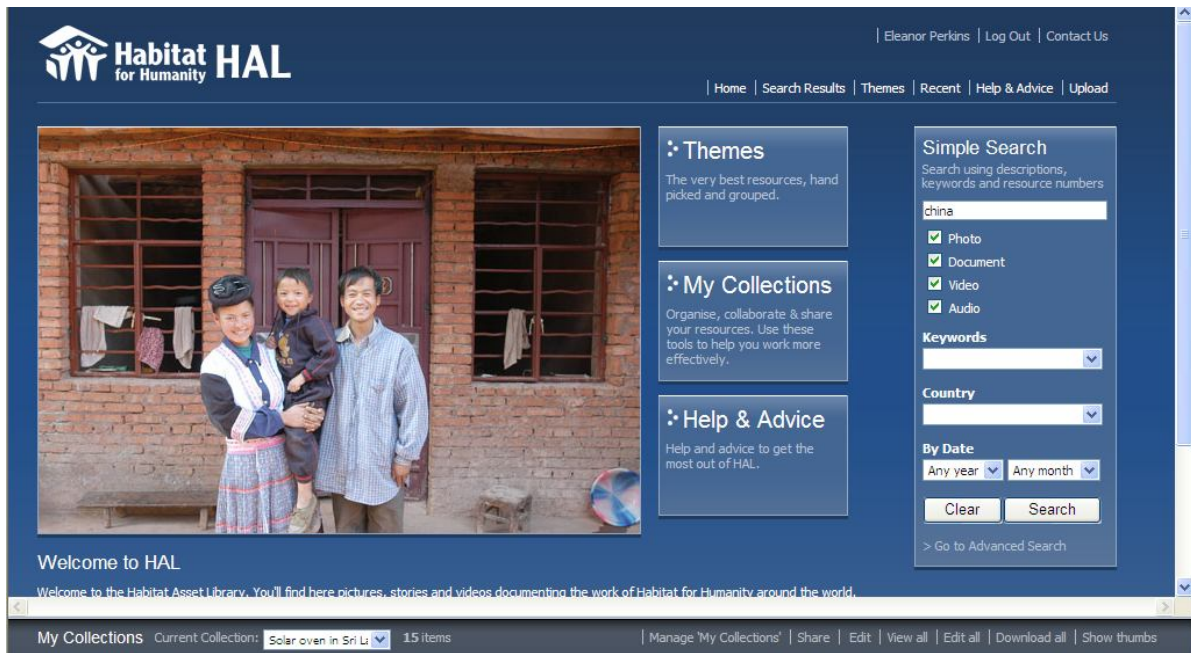 Habitat for Humanity HAL
Eleanor Perkins | Log Out | Contact Us
Home | Search Results | Themes | Recent | Help & Advice | Upload
Themes
The very best resources, hand
picked and grouped.
My Collections
Organise, collaborate & share
your resources. Use these
tools to help you work more
effectively.
Help & Advice
Help and advice to get the
most out of HAL.
Simple Search
Search using descriptions,
keywords and resource numbers
china
Photo
Document
Video
Audio
Keywords
Country
By Date
Any year Any month
Clear Search
> Go to Advanced Search
Welcome to HAL
Welcome to the Habitat Asset Library. You'll find here pictures, stories and videos documenting the work of Habitat for Humanity around the world.
My Collections Current Collection: Solar oven in Sri La 15 items | Manage 'My Collections' | Share | Edit | View all | Edit all | Download all | Show thumbs